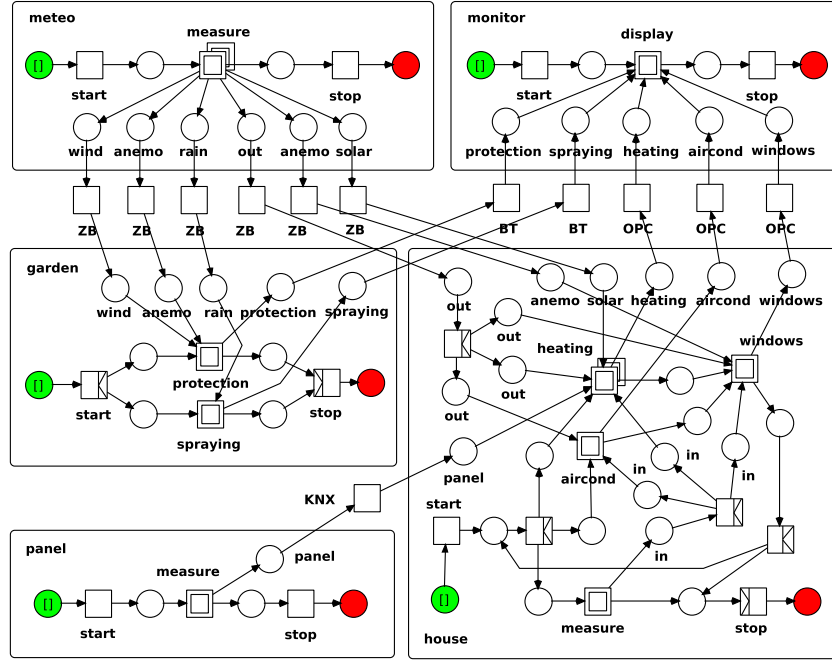 meteo
measure
[]
start
stop
wind anemo rain out anemo solar
monitor
display
[]
start
stop
protection spraying heating aircond windows
ZB ZB ZB ZB ZB ZB BT BT OPC OPC OPC
garden
wind anemo rain protection spraying
[]
protection
start
stop
spraying
out
anemo solar heating aircond windows
out
windows
heating
out
out
panel
aircond
in
in
in
start
in
[]
house
measure
stop
KNX
panel
panel
measure
[]
start
stop